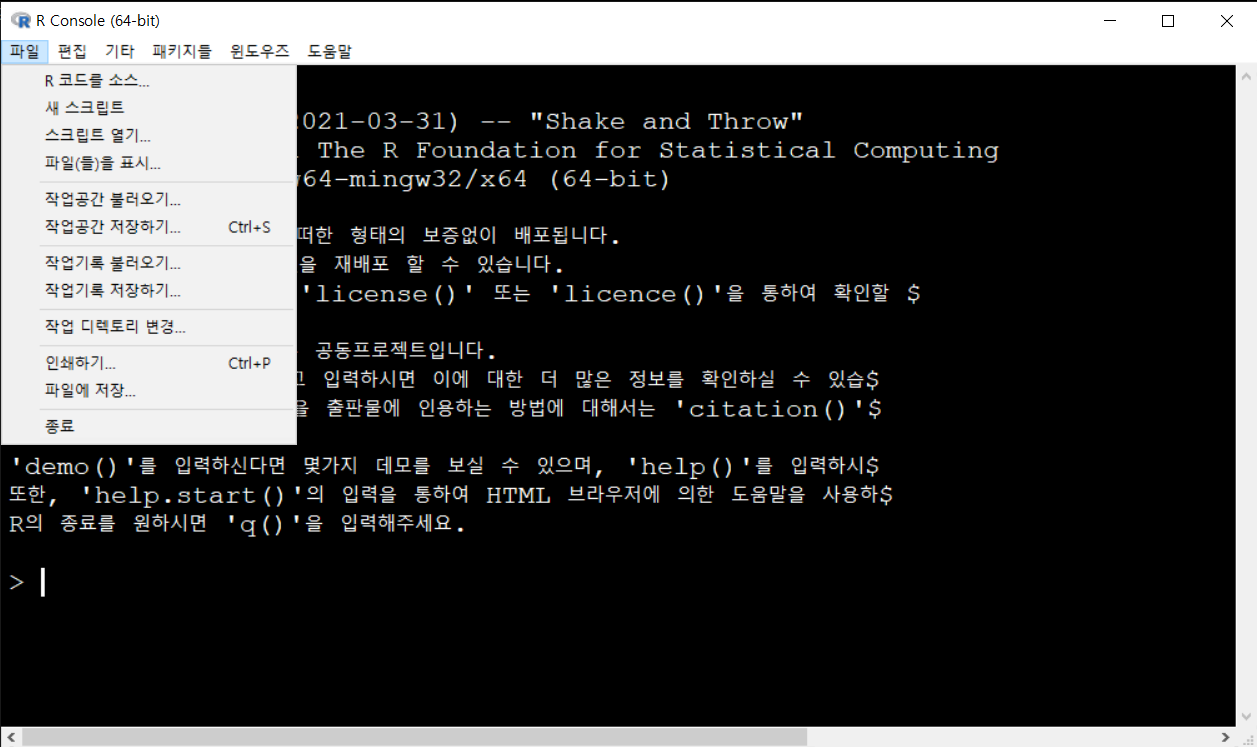 R Console (64-bit)
파일 편집 기타 패키지들 윈도우즈 도움말
R 코드를 소스...
새 스크립트
스크립트 열기...
파일(들)을 표시...
작업공간 불러오기...
작업공간 저장하기... Ctrl+S
작업기록 불러오기...
작업기록 저장하기...
작업 디렉토리 변경...
인쇄하기... Ctrl+P
파일에 저장...
종료
021-03-31) -- "Shake and Throw"
The R Foundation for Statistical Computing
64-mingw32/x64 (64-bit)
떠한 형태의 보증없이 배포됩니다.
을 재배포 할 수 있습니다.
'license()' 또는 'licence()'을 통하여 확인할 $
공동프로젝트입니다.
입력하시면 이에 대한 더 많은 정보를 확인하실 수 있습$
을 출판물에 인용하는 방법에 대해서는 'citation()'$
'demo()'를 입력하신다면 몇가지 데모를 보실 수 있으며, 'help()'를 입력하시$
또한, 'help.start()'의 입력을 통하여 HTML 브라우저에 의한 도움말을 사용하$
R의 종료를 원하시면 'q()'을 입력해주세요.
>